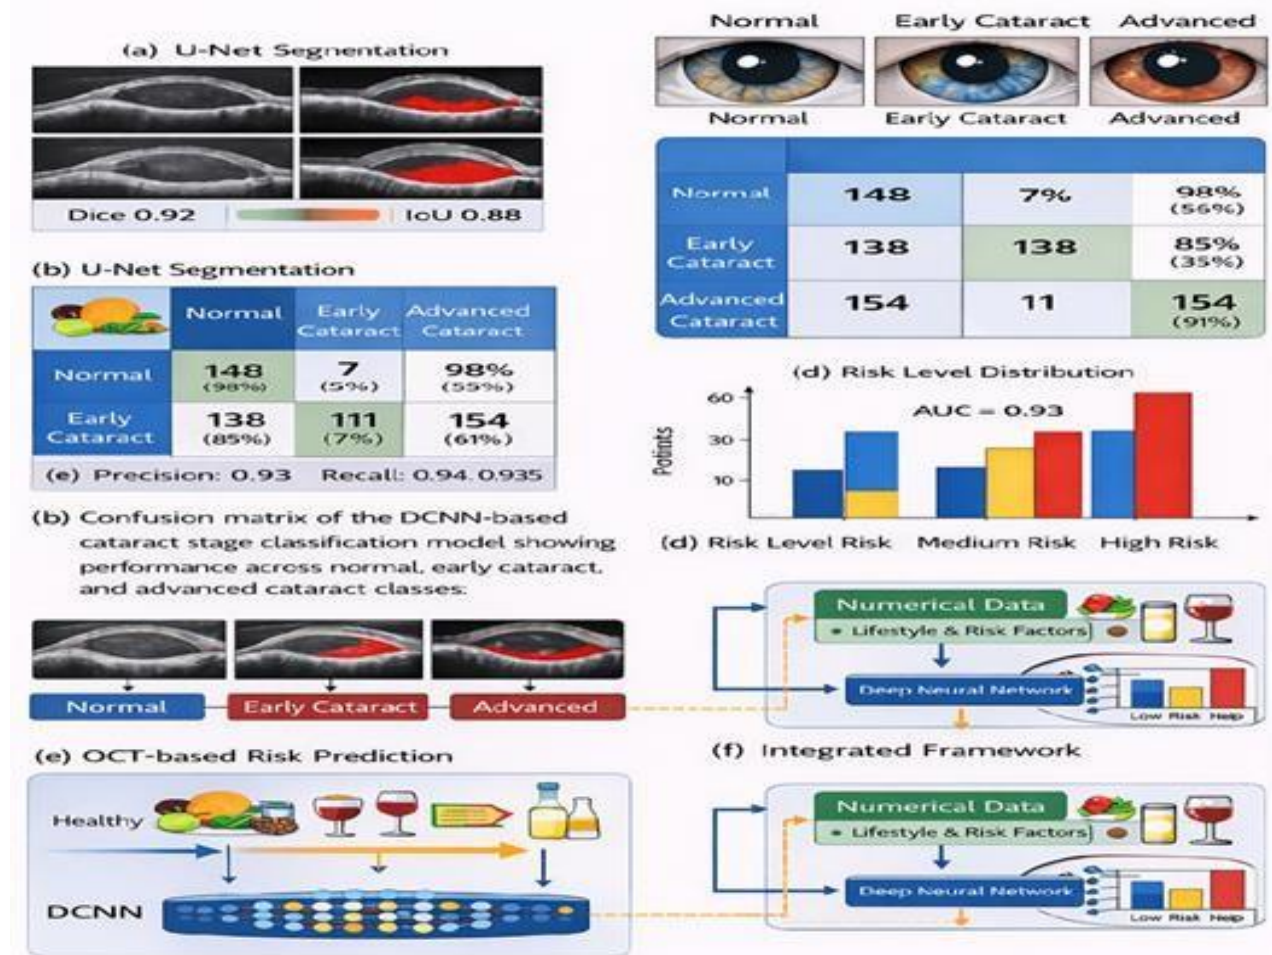 (a) U-Net Segmentation
Dice 0.92 IoU 0.88
(b) U-Net Segmentation
Normal Early Cataract Advanced Cataract
Normal 148 (98%) 7 (5%) 98% (55%)
Early Cataract 138 (85%) 111 (7%) 154 (61%)
(e) Precision: 0.93 Recall: 0.94. 0.935
(b) Confusion matrix of the DCNN-based
cataract stage classification model showing
performance across normal, early cataract,
and advanced cataract classes:
Normal Early Cataract Advanced
(e) OCT-based Risk Prediction
Healthy
DCNN
Normal Early Cataract Advanced
Normal Early Cataract Advanced
Normal 148 7% 98% (56%)
Early Cataract 138 138 85% (35%)
Advanced Cataract 154 11 154 (91%)
(d) Risk Level Distribution
AUC = 0.93
Patints
60
30
10
(d) Risk Level Risk Medium Risk High Risk
Numerical Data
• Lifestyle & Risk Factors
Deep Neural Network
Low Risk
(f) Integrated Framework
Numerical Data
• Lifestyle & Risk Factors
Deep Neural Network
Low Risk